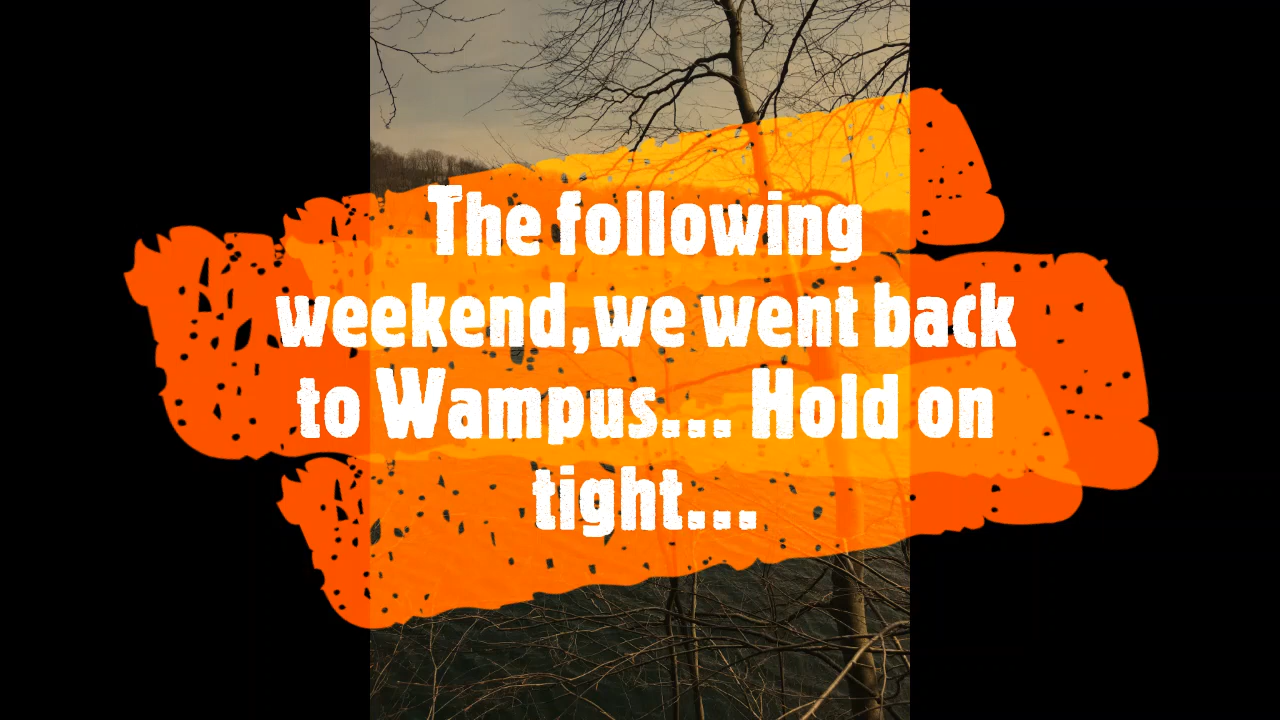 The following
weekend,we went back
to Wampus... Hold on
tight...